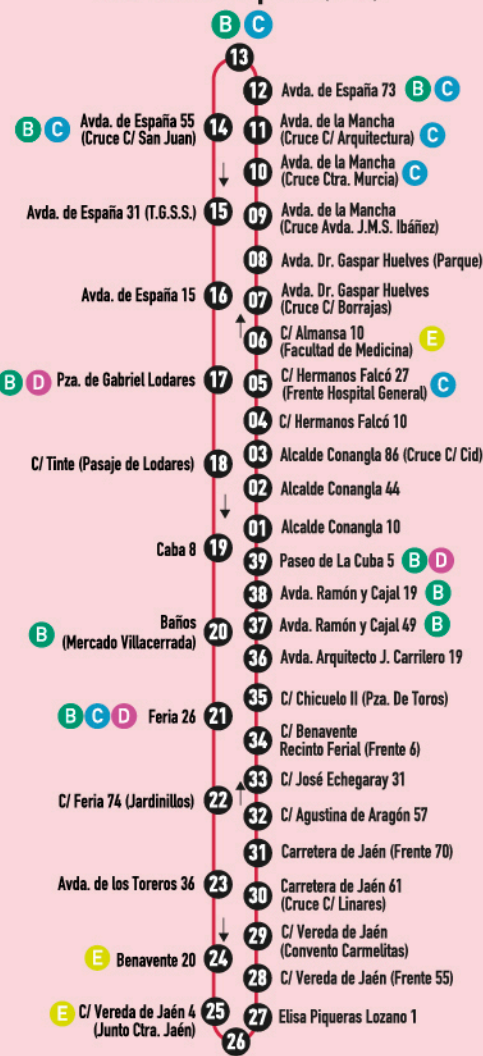 B C
13
12 Avda. de España 73 B C
B C Avda. de España 55
(Cruce C/ San Juan) 14
11 Avda. de la Mancha
(Cruce C/ Arquitectura) C
10 Avda. de la Mancha
(Cruce Ctra. Murcia) C
Avda. de España 31 (T.G.S.S.) 15
09 Avda. de la Mancha
(Cruce Avda. J.M.S. Ibáñez)
08 Avda. Dr. Gaspar Huelves (Parque)
Avda. de España 15 16
07 Avda. Dr. Gaspar Huelves
(Cruce C/ Borrajas)
06 C/ Almansa 10
(Facultad de Medicina) E
B D Pza. de Gabriel Lodares 17
05 C/ Hermanos Falcó 27
(Frente Hospital General) C
04 C/ Hermanos Falcó 10
C/ Tinte (Pasaje de Lodares) 18
03 Alcalde Conangla 86 (Cruce C/ Cid)
02 Alcalde Conangla 44
01 Alcalde Conangla 10
Caba 8 19
39 Paseo de La Cuba 5 B D
38 Avda. Ramón y Cajal 19 B
B Baños
(Mercado Villacerrada) 20
37 Avda. Ramón y Cajal 49 B
36 Avda. Arquitecto J. Carrilero 19
35 C/ Chicuelo II (Pza. De Toros)
B C D Feria 26 21
34 C/ Benavente
Recinto Ferial (Frente 6)
33 C/ José Echegaray 31
C/ Feria 74 (Jardinillos) 22
32 C/ Agustina de Aragón 57
31 Carretera de Jaén (Frente 70)
Avda. de los Toreros 36 23
30 Carretera de Jaén 61
(Cruce C/ Linares)
29 C/ Vereda de Jaén
(Convento Carmelitas)
E Benavente 20 24
28 C/ Vereda de Jaén (Frente 55)
E C/ Vereda de Jaén 4
(Junto Ctra. Jaén) 25
27 Elisa Piqueras Lozano 1
26